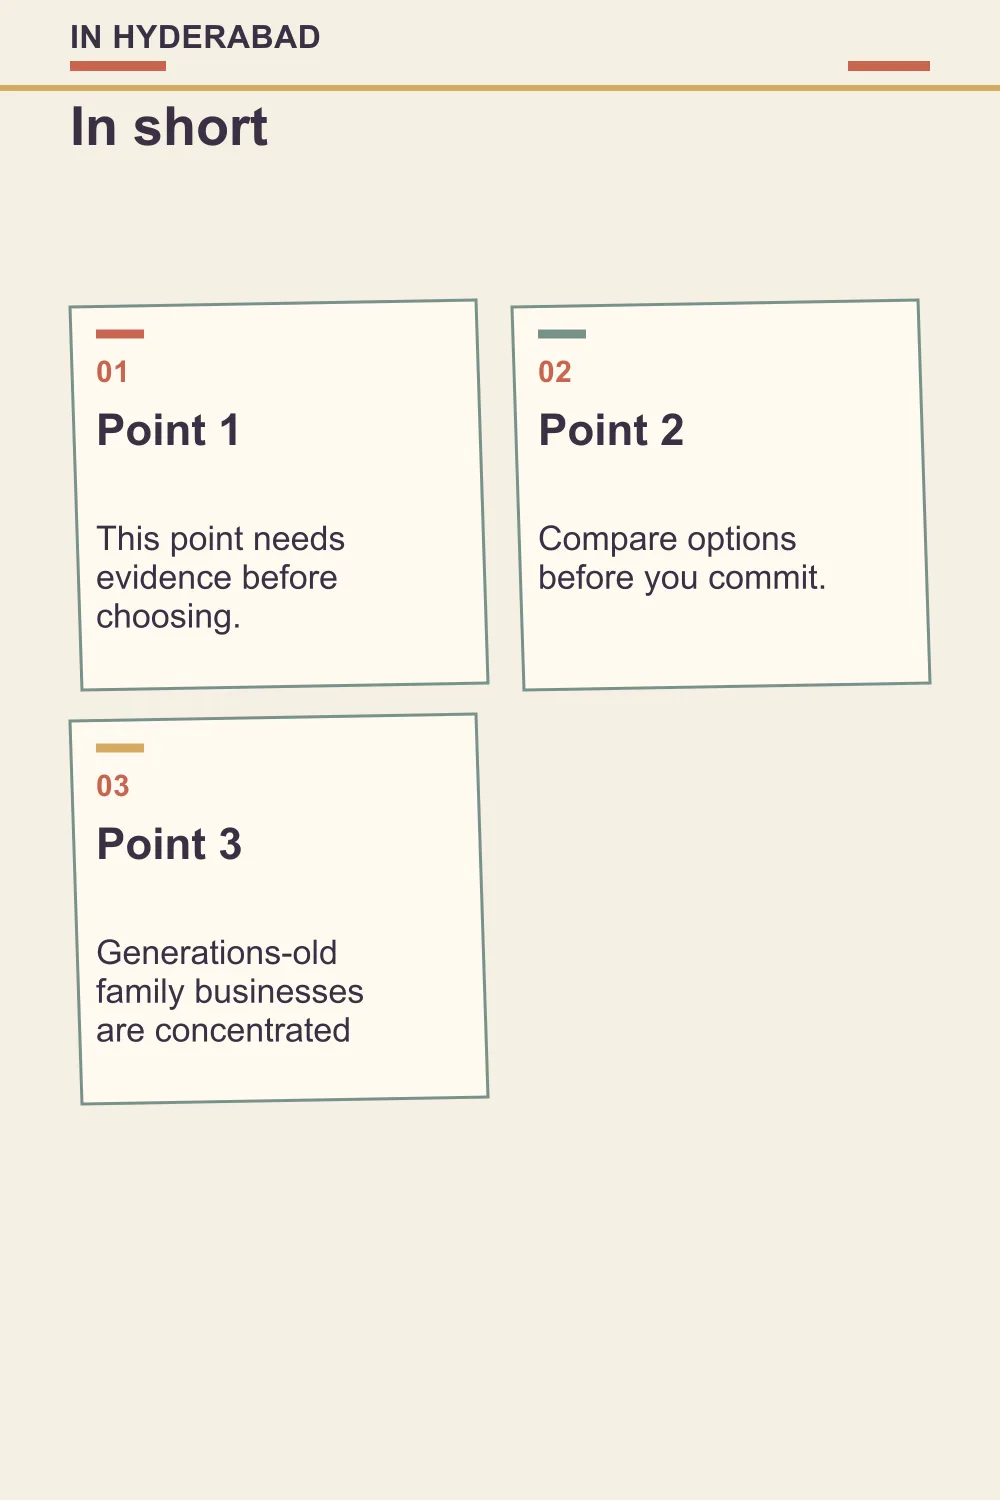 IN HYDERABAD
In short
01
Point 1
This point needs
evidence before
choosing.
02
Point 2
Compare options
before you commit.
03
Point 3
Generations-old
family businesses
are concentrated